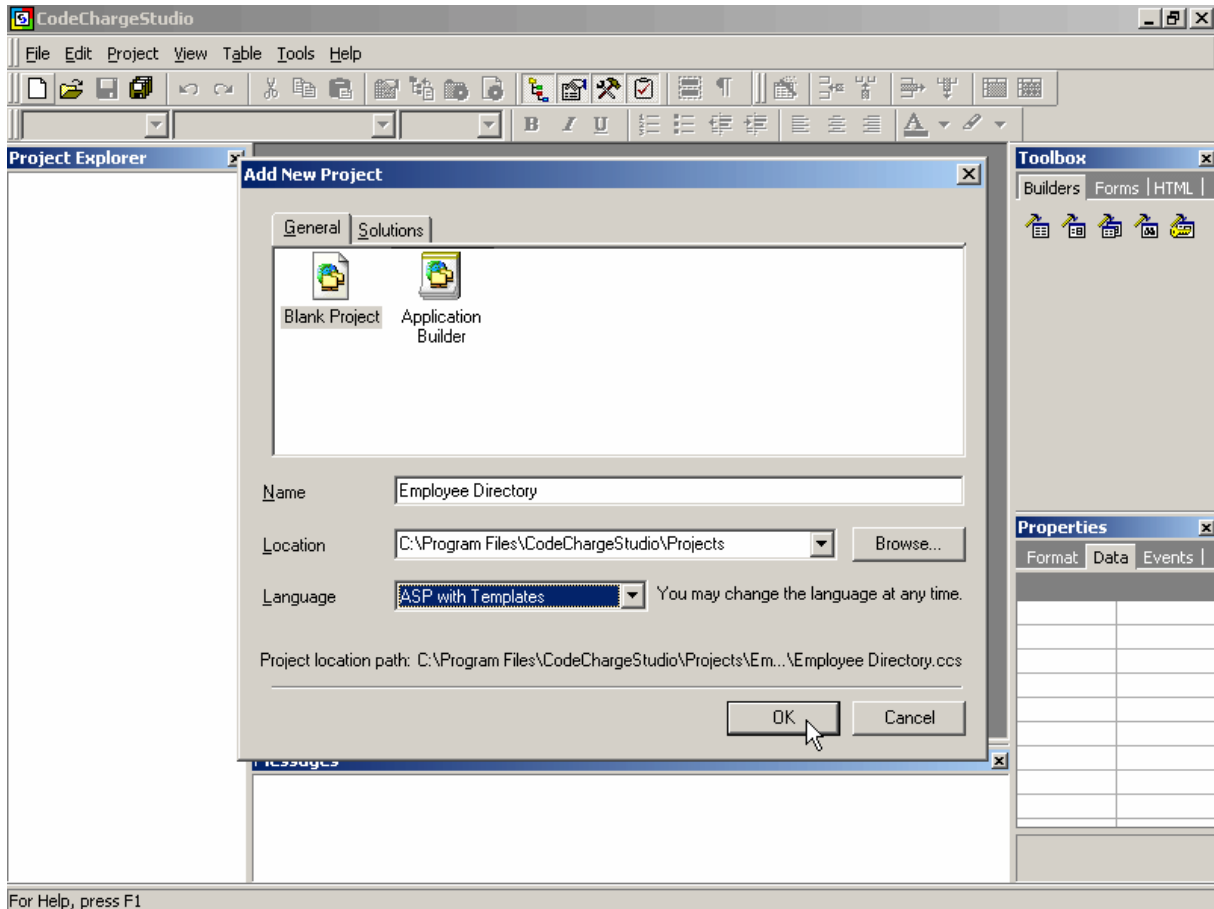 CodeChargeStudio
File Edit Project View Table Tools Help
B I U A
Project Explorer
Toolbox
Builders Forms HTML
Add New Project
General Solutions
Blank Project
Application Builder
Name Employee Directory
Location C:\Program Files\CodeChargeStudio\Projects Browse...
Language ASP with Templates You may change the language at any time.
Project location path: C:\Program Files\CodeChargeStudio\Projects\Em...\Employee Directory.ccs
OK Cancel
Properties
Format Data Events
Messages
For Help, press F1